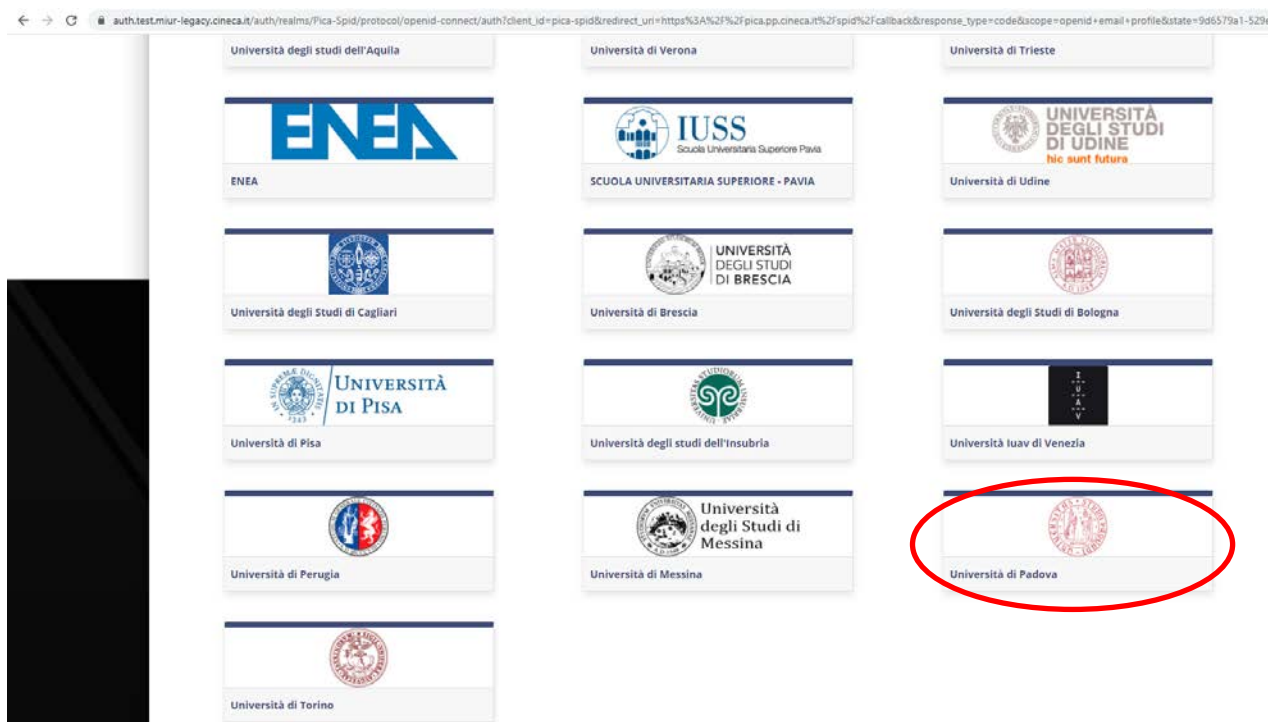 auth.test.miur-legacy.cineca.it/auth/realms/Pica-Spid/protocol/openid-connect/auth?client_id=pica-spid&redirect_uri=https%3A%2F%2Fpica.pp.cineca.it%2Fspid%2Fcallback&response_type=code&scope=openid+email+profile&state=9d6579a1-529
Università degli studi dell'Aquila
Università di Verona
Università di Trieste
ENEA
IUSS
Scuola Universitaria Superiore Pavia
UNIVERSITÀ
DEGLI STUDI
DI UDINE
hic sunt futura
ENEA
SCUOLA UNIVERSITARIA SUPERIORE - PAVIA
Università di Udine
UNIVERSITÀ
DEGLI STUDI
DI BRESCIA
Università degli Studi di Cagliari
Università di Brescia
Università degli Studi di Bologna
IN SUPREMÆ DIGNITATIS
1343
UNIVERSITÀ
DI PISA
I
U
A
V
Università di Pisa
Università degli studi dell'Insubria
Università Iuav di Venezia
Università
degli Studi di
Messina
Università di Perugia
Università di Messina
Università di Padova
Università di Torino